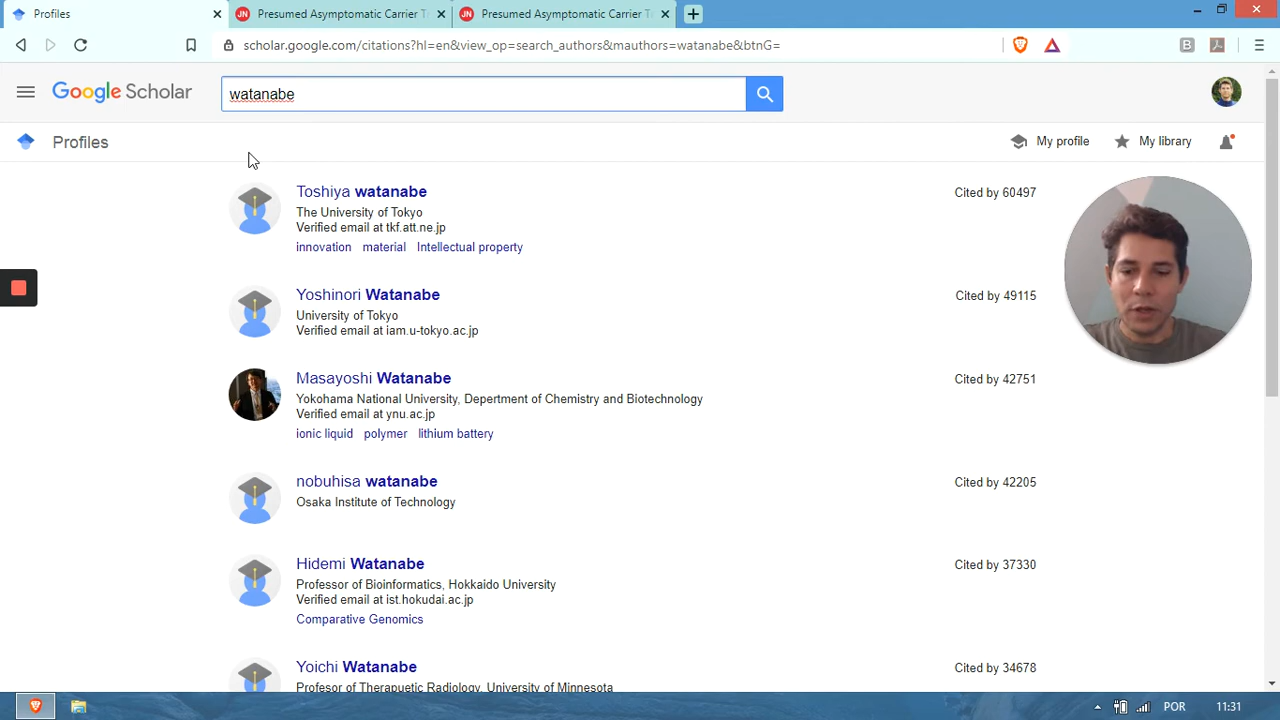 Profiles
Presumed Asymptomatic Carrier T
Presumed Asymptomatic Carrier T
scholar.google.com/citations?hl=en&view_op=search_authors&mauthors=watanabe&btnG=
Google Scholar
watanabe
Profiles
My profile
My library
Toshiya watanabe
Cited by 60497
The University of Tokyo
Verified email at tkf.att.ne.jp
innovation material Intellectual property
Yoshinori Watanabe
Cited by 49115
University of Tokyo
Verified email at iam.u-tokyo.ac.jp
Masayoshi Watanabe
Cited by 42751
Yokohama National University, Depertment of Chemistry and Biotechnology
Verified email at ynu.ac.jp
ionic liquid polymer lithium battery
nobuhisa watanabe
Cited by 42205
Osaka Institute of Technology
Hidemi Watanabe
Cited by 37330
Professor of Bioinformatics, Hokkaido University
Verified email at ist.hokudai.ac.jp
Comparative Genomics
Yoichi Watanabe
Cited by 34678
Profesor of Therapuetic Radiology, University of Minnesota
POR
11:31